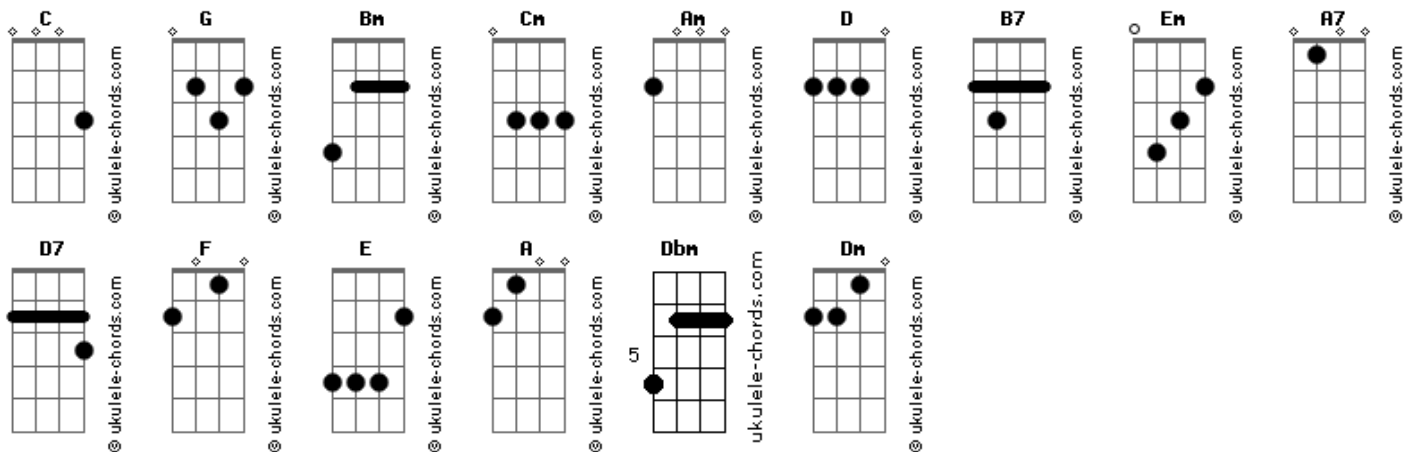 C G Bm Cm Am D B7 Em A7
© ukulele-chords.com © ukulele-chords.com © ukulele-chords.com © ukulele-chords.com © ukulele-chords.com © ukulele-chords.com © ukulele-chords.com © ukulele-chords.com © ukulele-chords.com
D7 F E A Dbm Dm
5
© ukulele-chords.com © ukulele-chords.com © ukulele-chords.com © ukulele-chords.com ukulele-chords.com © ukulele-chords.com